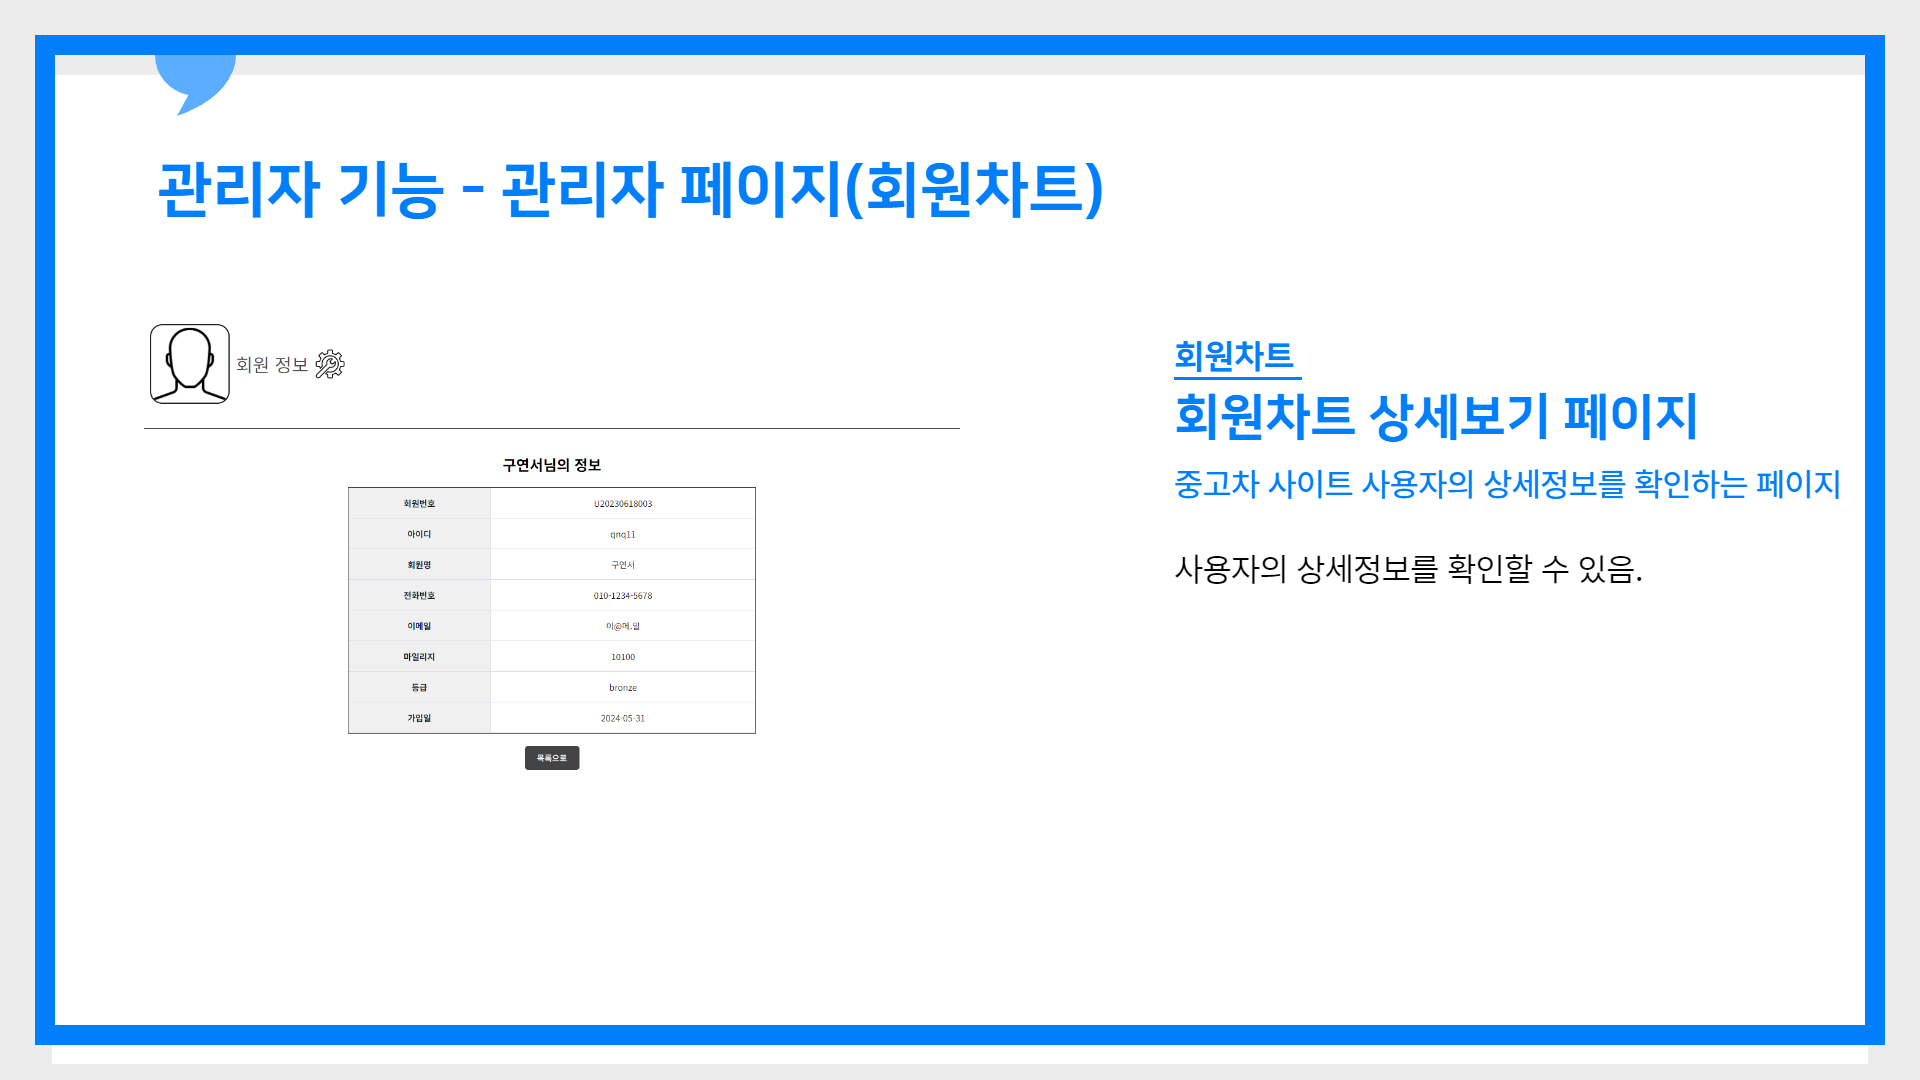 관리자 기능 - 관리자 페이지(회원차트)
회원 정보
구연서님의 정보
회원번호 U20230618003
아이디 qnq11
회원명 구연서
전화번호 010-1234-5678
이메일 이@메.일
마일리지 10100
등급 bronze
가입일 2024-05-31
목록으로
회원차트
회원차트 상세보기 페이지
중고차 사이트 사용자의 상세정보를 확인하는 페이지
사용자의 상세정보를 확인할 수 있음.